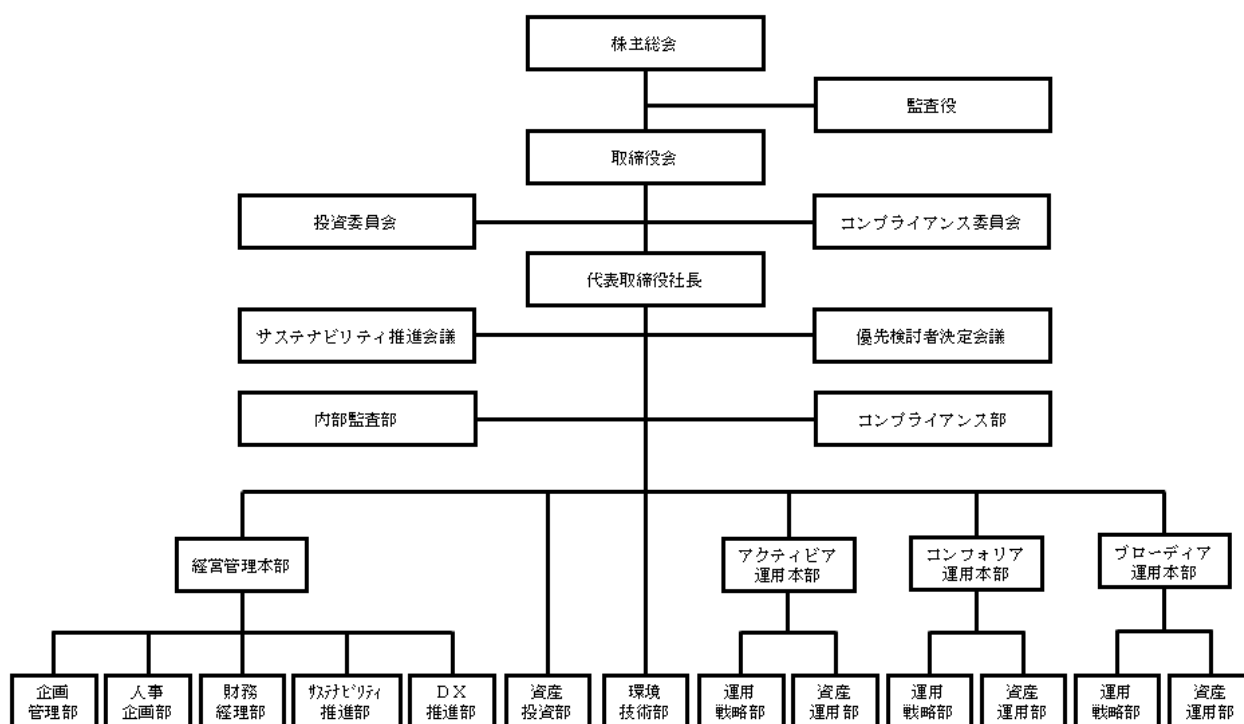 株主総会
監査役
取締役会
投資委員会
コンプライアンス委員会
代表取締役社長
サステナビリティ推進会議
優先検討者決定会議
内部監査部
コンプライアンス部
経営管理本部
アクティビア
運用本部
コンフォリア
運用本部
ブローディア
運用本部
企画
管理部
人事
企画部
財務
経理部
ｻｽﾃﾅﾋﾞﾘﾃｨ
推進部
ＤＸ
推進部
資産
投資部
環境
技術部
運用
戦略部
資産
運用部
運用
戦略部
資産
運用部
運用
戦略部
資産
運用部